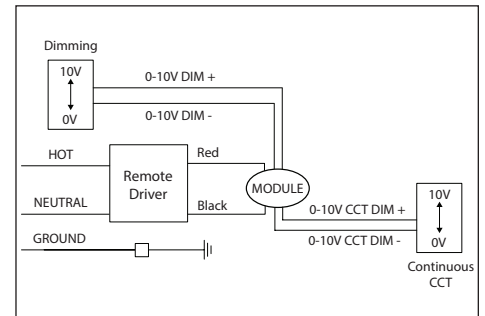 Dimming
10V
0V
0-10V DIM +
0-10V DIM -
HOT
NEUTRAL
GROUND
Remote
Driver
Red
Black
MODULE
0-10V CCT DIM +
0-10V CCT DIM -
10V
0V
Continuous
CCT